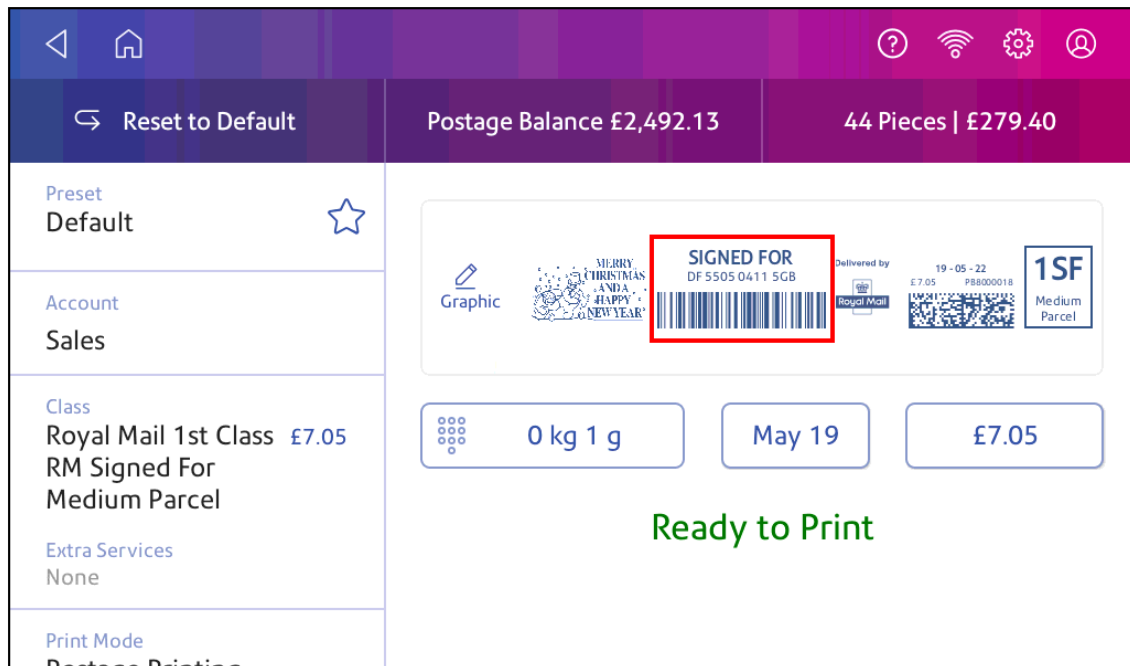 Reset to Default
Postage Balance £2,492.13
44 Pieces | £279.40
Preset
Default
Account
Sales
Class
Royal Mail 1st Class £7.05
RM Signed For
Medium Parcel
Extra Services
None
Print Mode
Postage Printing
Graphic
MERRY
CHRISTMAS
AND A
HAPPY
NEW YEAR
SIGNED FOR
DF 5505 0411 5GB
Delivered by
Royal Mail
19 - 05 - 22
£7.05 PB8000018
1SF
Medium
Parcel
0 kg 1 g
May 19
£7.05
Ready to Print